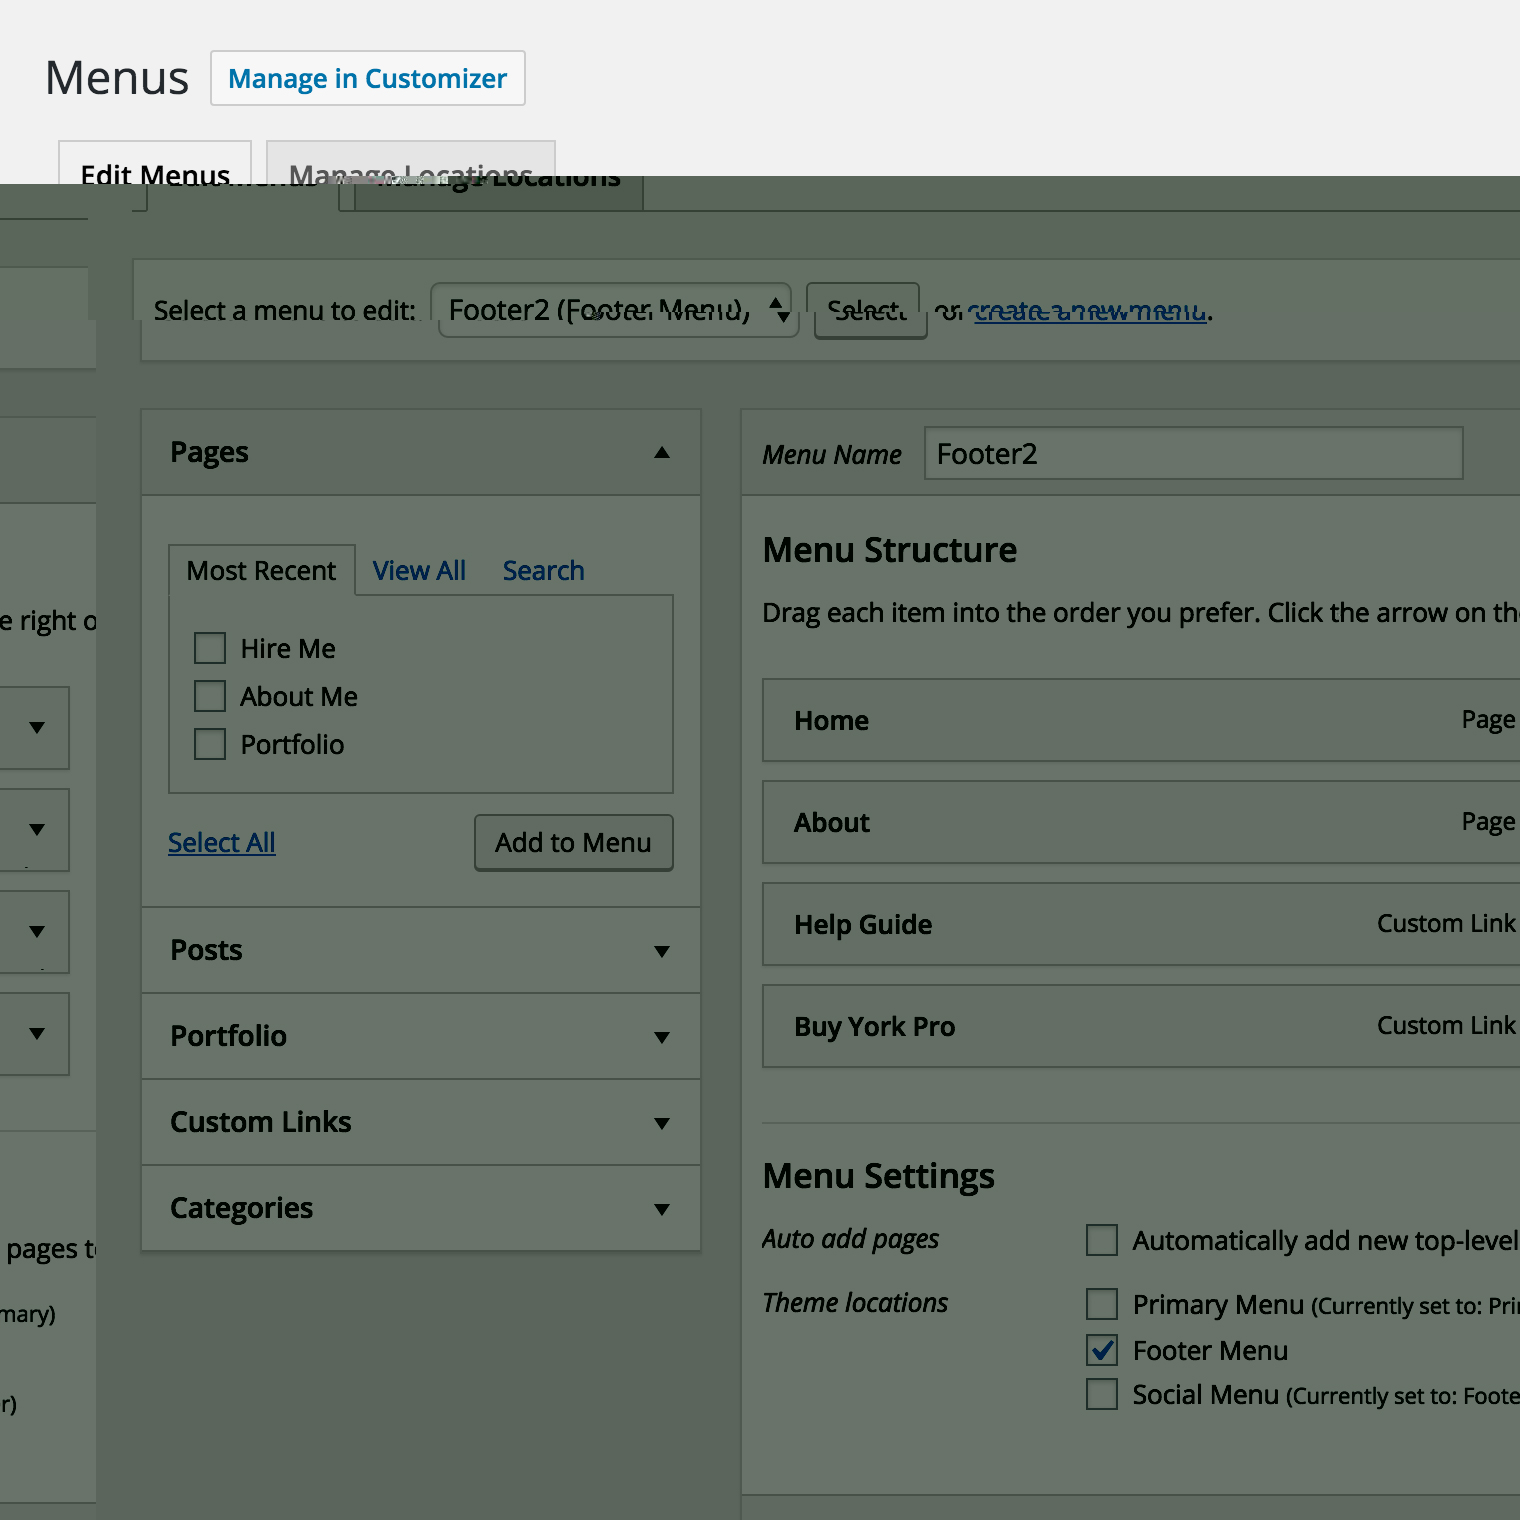 Menus Manage in Customizer
Edit Menus Manage Locations
Locations
Select a menu to edit: Footer2 (Footer Menu) Select or create a new menu.
Pages
Menu Name Footer2
Menu Structure
Most Recent View All Search
e right o
Drag each item into the order you prefer. Click the arrow on th
Hire Me
About Me
Portfolio
Home Page
About Page
Select All Add to Menu
Help Guide Custom Link
Posts
Buy York Pro Custom Link
Portfolio
Custom Links
Menu Settings
Categories
pages t
Auto add pages Automatically add new top-level
mary)
Theme locations Primary Menu (Currently set to: Pri
Footer Menu
r)
Social Menu (Currently set to: Foote